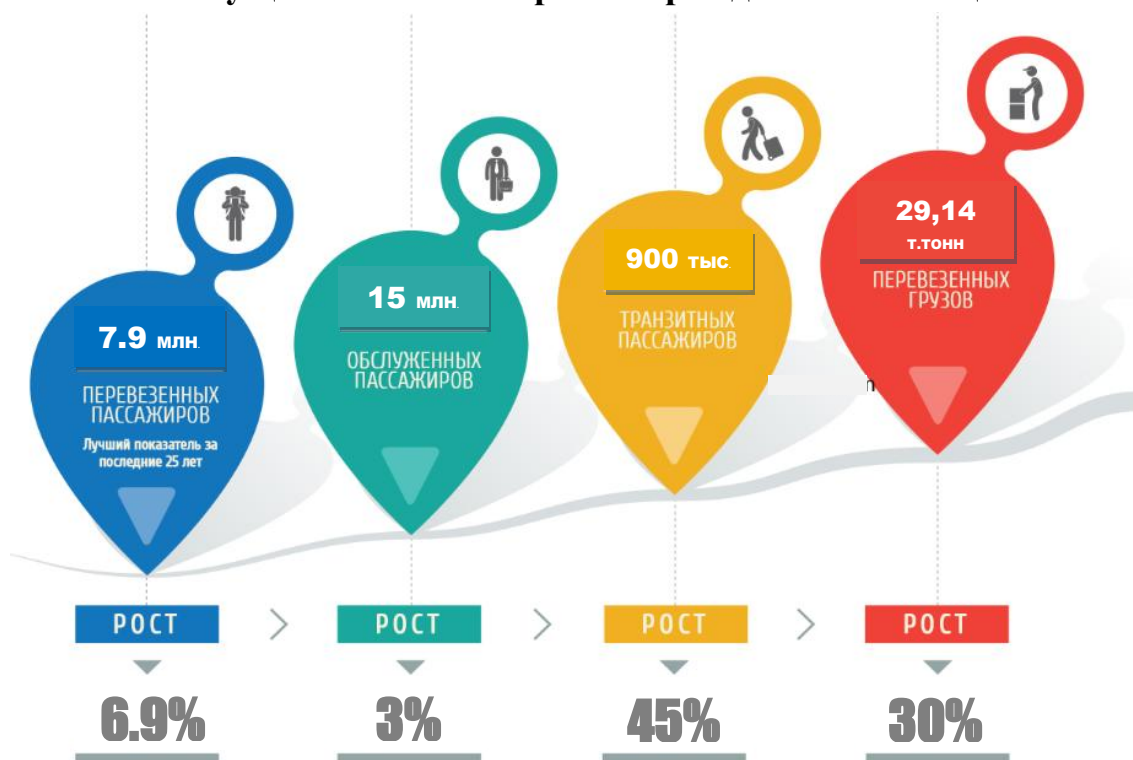 7.9 млн.
ПЕРЕВЕЗЕННЫХ
ПАССАЖИРОВ
Лучший показатель за
последние 25 лет
15 млн.
ОБСЛУЖЕННЫХ
ПАССАЖИРОВ
900 тыс.
ТРАНЗИТНЫХ
ПАССАЖИРОВ
29,14
т.тонн
ПЕРЕВЕЗЕННЫХ
ГРУЗОВ
РОСТ > РОСТ > РОСТ > РОСТ
6.9% 3% 45% 30%